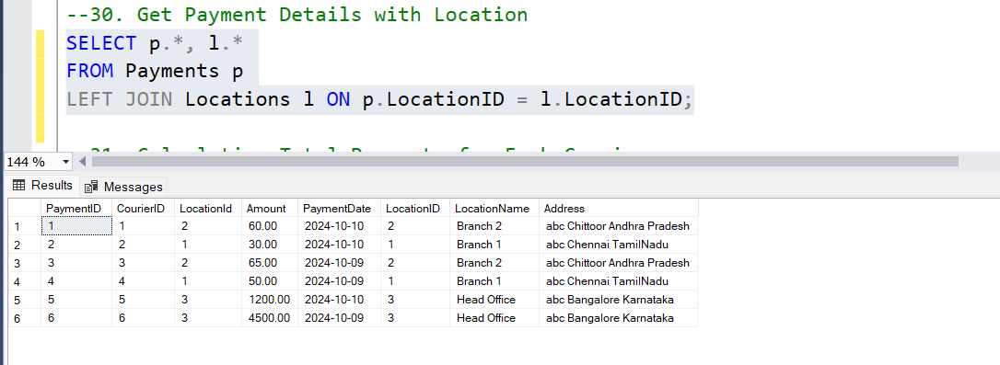 --30. Get Payment Details with Location
SELECT p.*, l.*
FROM Payments p
LEFT JOIN Locations l ON p.LocationID = l.LocationID;
144 %
Results Messages
PaymentID CourierID LocationId Amount PaymentDate LocationID LocationName Address
1 1 1 2 60.00 2024-10-10 2 Branch 2 abc Chittoor Andhra Pradesh
2 2 2 1 30.00 2024-10-10 1 Branch 1 abc Chennai TamilNadu
3 3 3 2 65.00 2024-10-09 2 Branch 2 abc Chittoor Andhra Pradesh
4 4 4 1 50.00 2024-10-09 1 Branch 1 abc Chennai TamilNadu
5 5 5 3 1200.00 2024-10-10 3 Head Office abc Bangalore Karnataka
6 6 6 3 4500.00 2024-10-09 3 Head Office abc Bangalore Karnataka